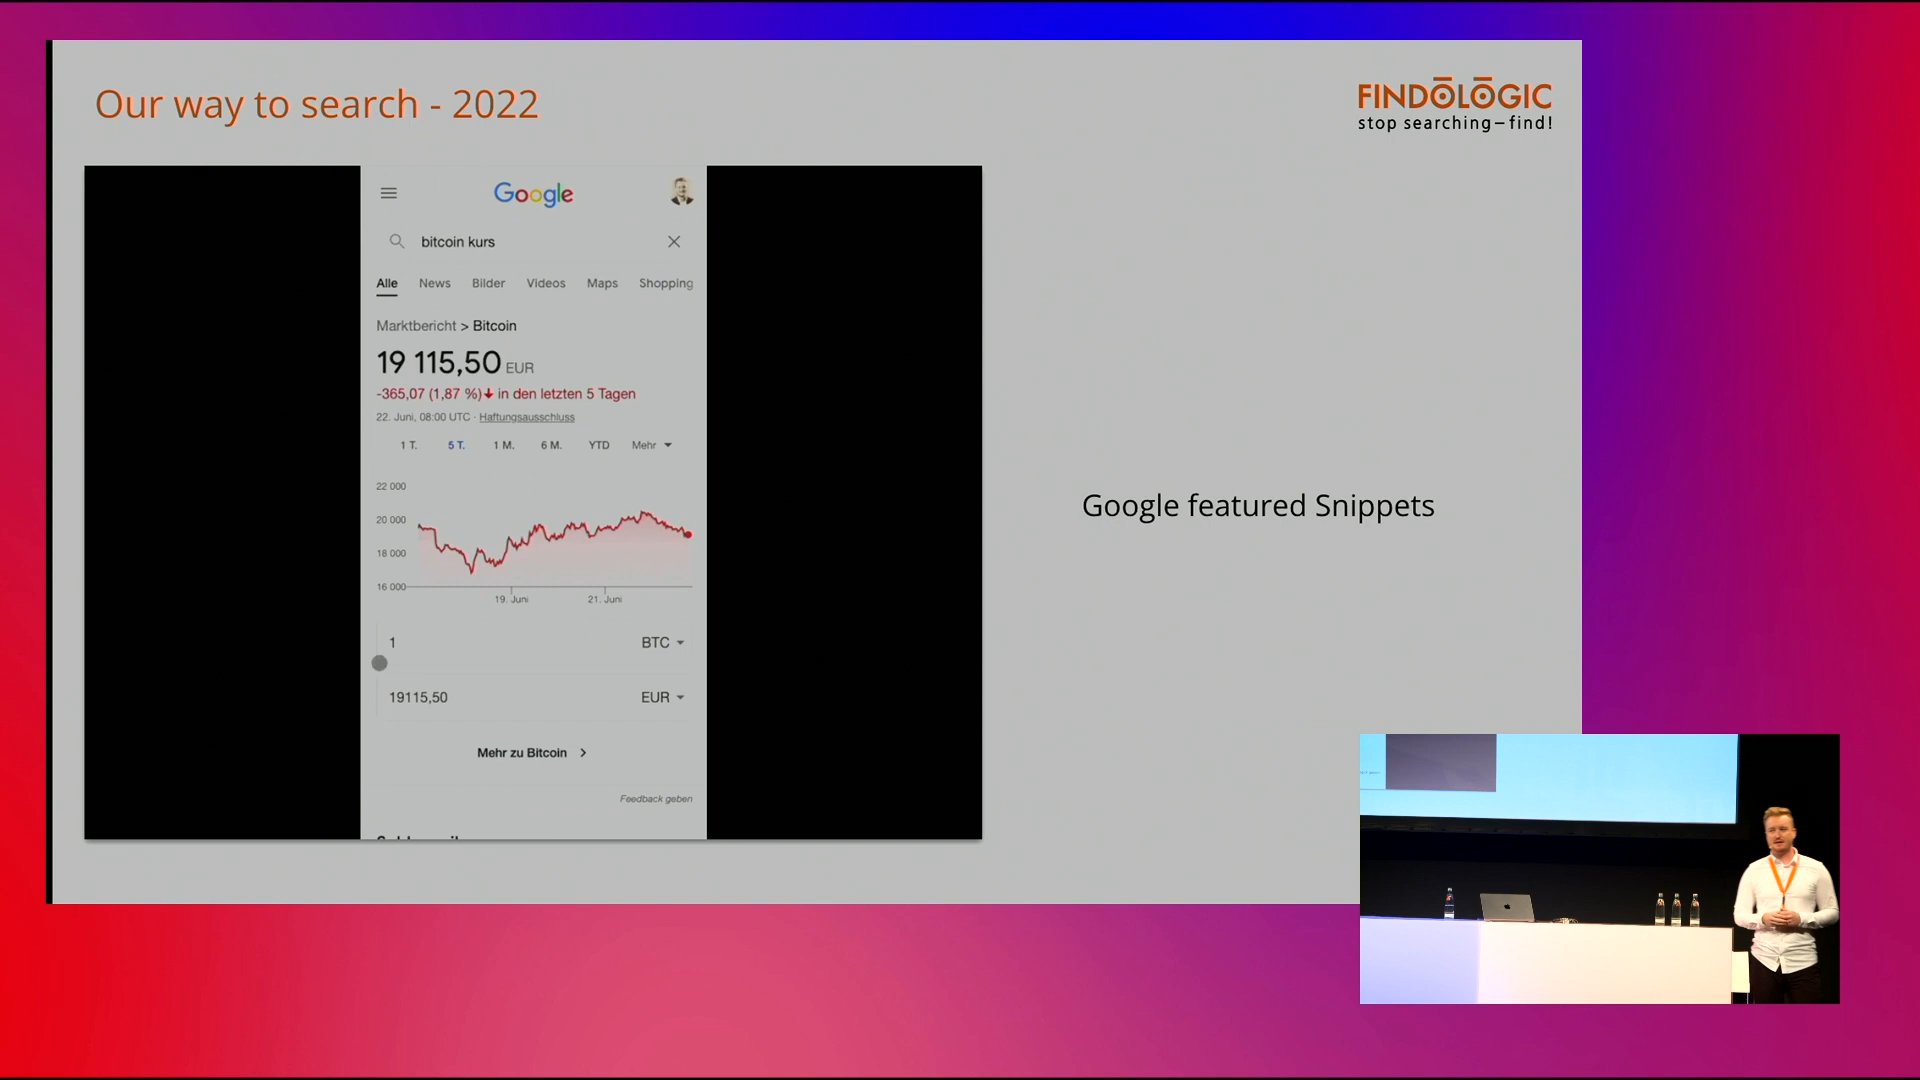 Our way to search - 2022
FINDOLOGIC
stop searching – find!
Google
bitcoin kurs
Alle News Bilder Videos Maps Shopping
Marktbericht > Bitcoin
19 115,50 EUR
-365,07 (1,87 %) ↓ in den letzten 5 Tagen
22. Juni, 08:00 UTC · Haftungsausschluss
1 T. 5 T. 1 M. 6 M. YTD Mehr
22 000
20 000
18 000
16 000
19. Juni 21. Juni
1 BTC
19115,50 EUR
Mehr zu Bitcoin
Feedback geben
Google featured Snippets